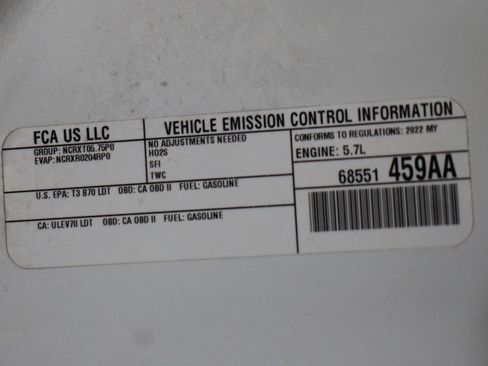 FCA US LLC
GROUP: NCRXT05.75P0
EVAP: NCRXR0204RP0
VEHICLE EMISSION CONTROL INFORMATION
NO ADJUSTMENTS NEEDED
HO2S
SFI
TWC
CONFORMS TO REGULATIONS: 2022 MY
ENGINE: 5.7L
68551 459AA
U.S. EPA: T3 B70 LDT OBD: CA OBD II FUEL: GASOLINE
CA: ULEV70 LDT OBD: CA OBD II FUEL: GASOLINE